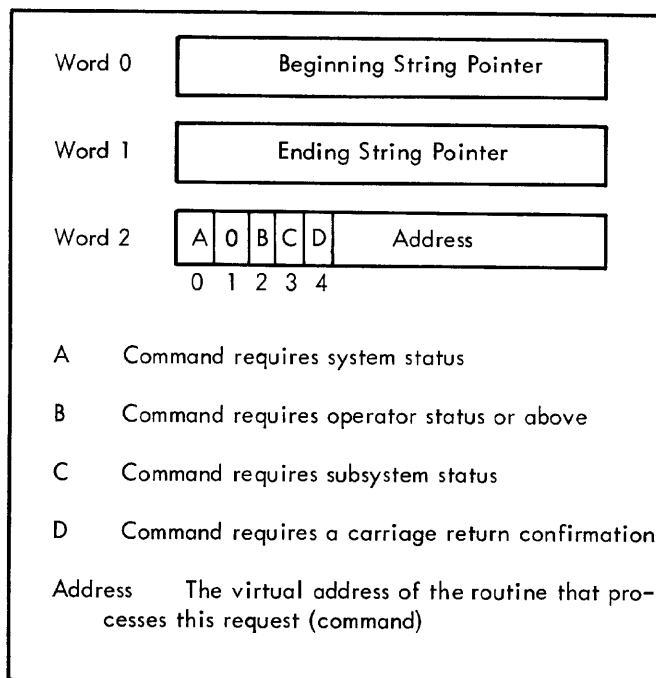 Word 0 Beginning String Pointer
Word 1 Ending String Pointer
Word 2 A 0 B C D Address
0 1 2 3 4
A Command requires system status
B Command requires operator status or above
C Command requires subsystem status
D Command requires a carriage return confirmation
Address The virtual address of the routine that pro-
cesses this request (command)